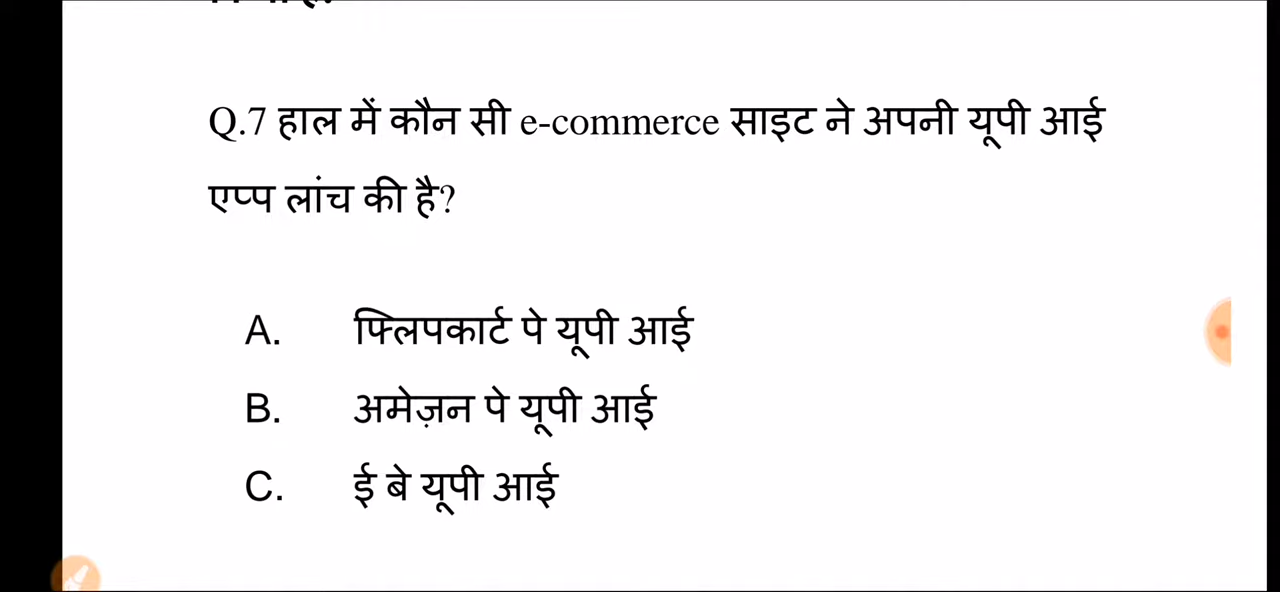 Q.7 हाल में कौन सी e-commerce साइट ने अपनी यूपी आई
एप्प लांच की है?
A. फ्लिपकार्ट पे यूपी आई
B. अमेज़न पे यूपी आई
C. ई बे यूपी आई